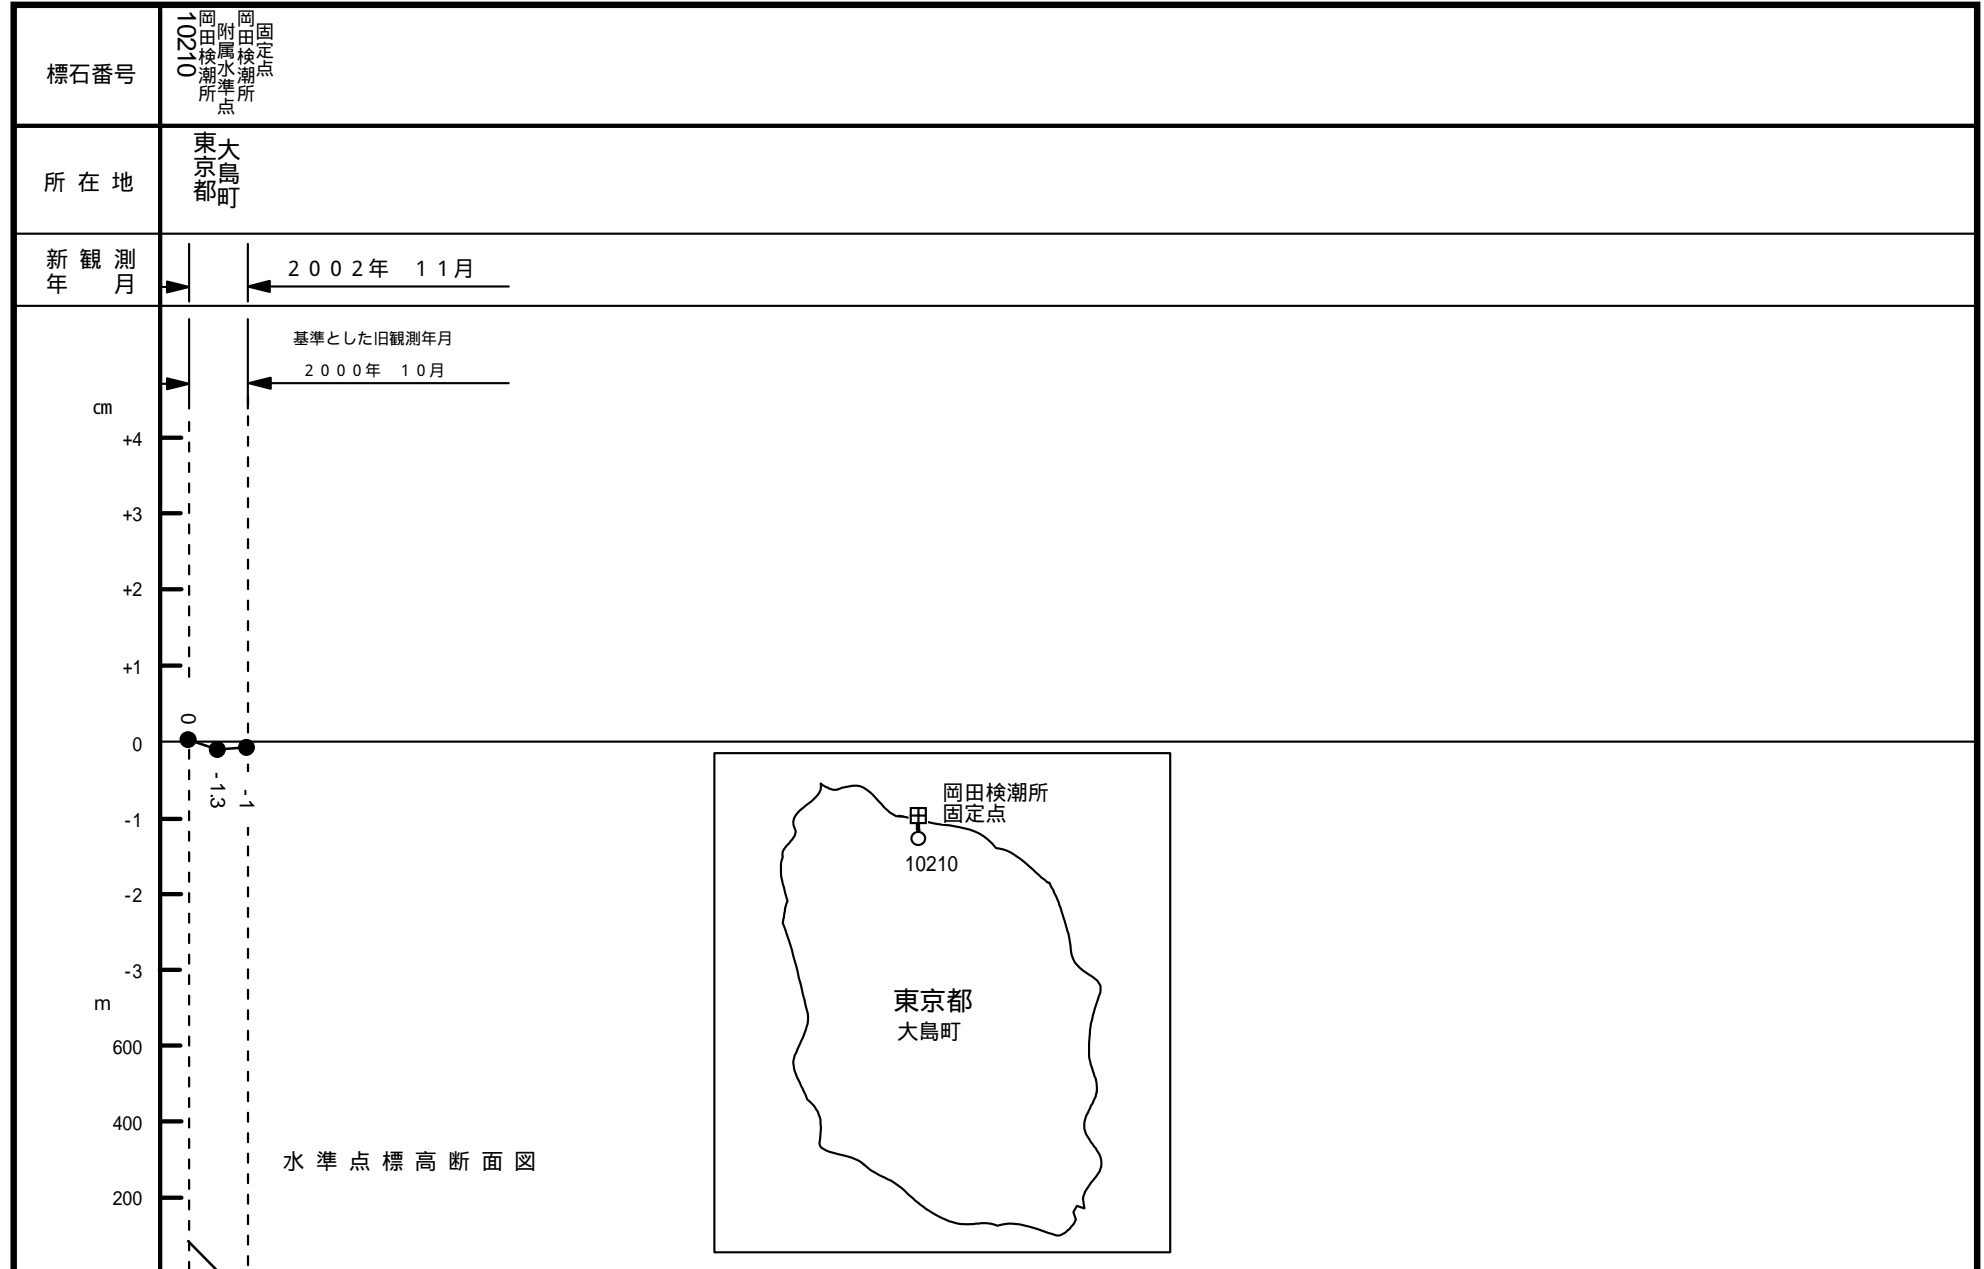 標石番号
10210
岡田検潮所
附属水準点
岡田検潮所
固定点
所在地
東京都
大島町
新観測
年 月
2002年 11月
基準とした旧観測年月
2000年 10月
cm
+4
+3
+2
+1
0
0
-1.3
-1
-1
-2
-3
m
600
400
200
水準点標高断面図
岡田検潮所
固定点
10210
東京都
大島町